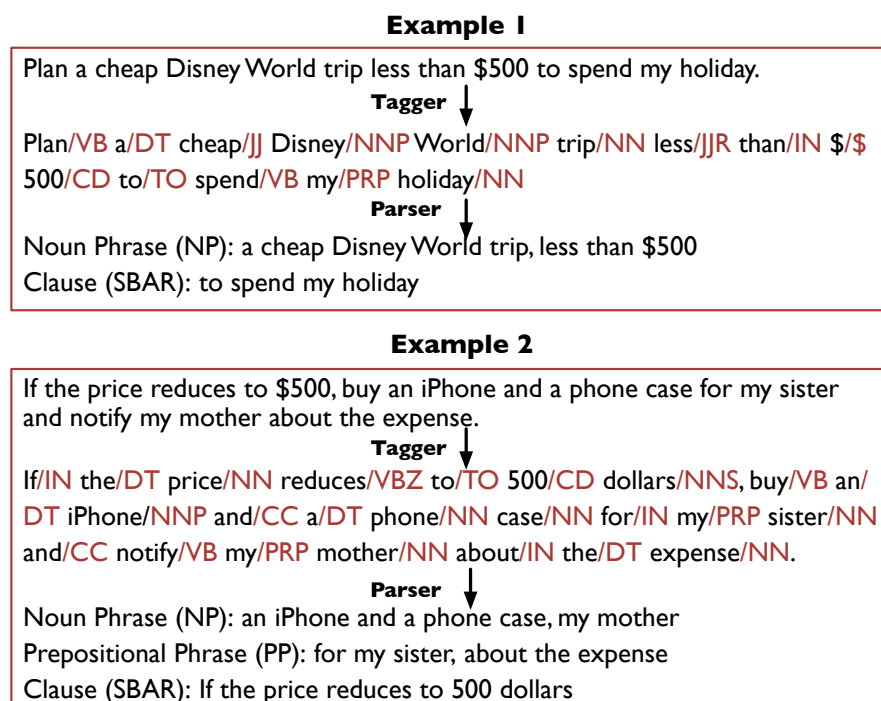 Example 1
Plan a cheap Disney World trip less than $500 to spend my holiday.
Tagger
Plan/VB a/DT cheap/JJ Disney/NNP World/NNP trip/NN less/JJR than/IN $/$
500/CD to/TO spend/VB my/PRP holiday/NN
Parser
Noun Phrase (NP): a cheap Disney World trip, less than $500
Clause (SBAR): to spend my holiday
Example 2
If the price reduces to $500, buy an iPhone and a phone case for my sister
and notify my mother about the expense.
Tagger
If/IN the/DT price/NN reduces/VBZ to/TO 500/CD dollars/NNS, buy/VB an/
DT iPhone/NNP and/CC a/DT phone/NN case/NN for/IN my/PRP sister/NN
and/CC notify/VB my/PRP mother/NN about/IN the/DT expense/NN.
Parser
Noun Phrase (NP): an iPhone and a phone case, my mother
Prepositional Phrase (PP): for my sister, about the expense
Clause (SBAR): If the price reduces to 500 dollars